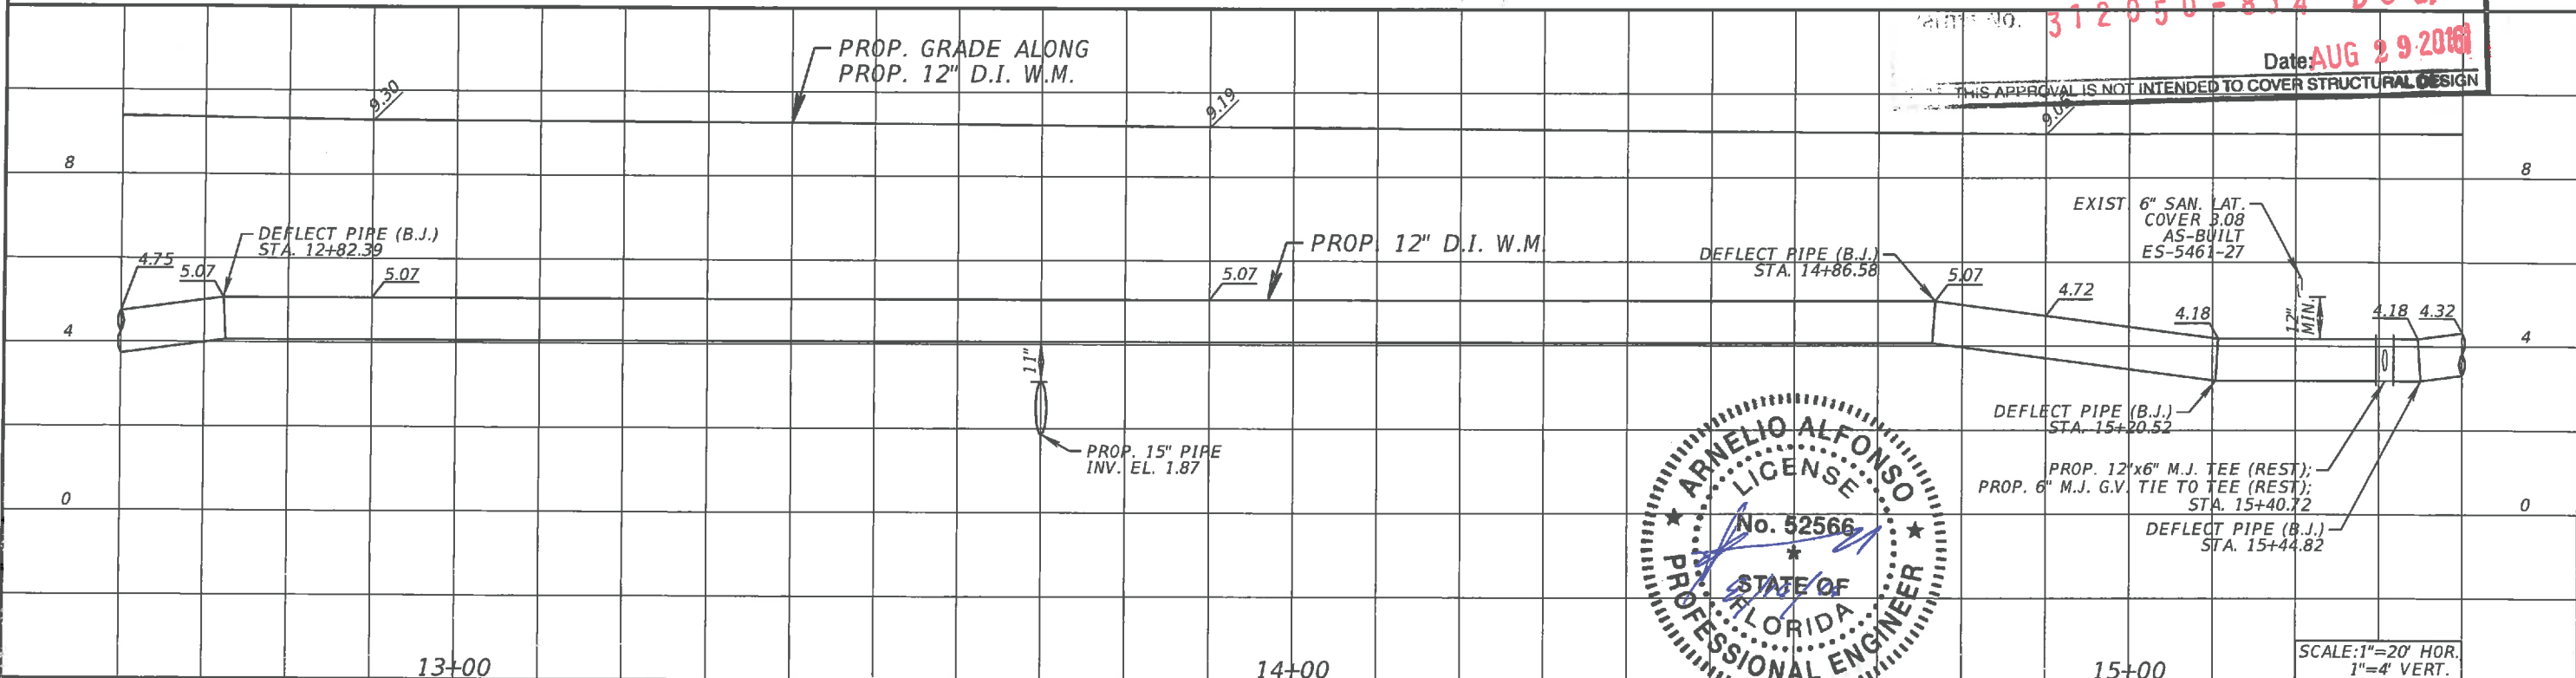 No. 312050-
Date: AUG 29 2016
THIS APPROVAL IS NOT INTENDED TO COVER STRUCTURAL DESIGN
PROP. GRADE ALONG
PROP. 12" D.I. W.M.
9.30
9.19
8
8
DEFLECT PIPE (B.J.)
STA. 12+82.39
4.75
5.07
5.07
PROP. 12" D.I. W.M.
5.07
DEFLECT PIPE (B.J.)
STA. 14+86.58
5.07
4.72
EXIST. 6" SAN. LAT.
COVER 3.08
AS-BUILT
ES-5461-27
4.18
12"
MIN
4.18
4.32
4
4
11"
PROP. 15" PIPE
INV. EL. 1.87
DEFLECT PIPE (B.J.)
STA. 15+20.52
PROP. 12"x6" M.J. TEE (REST);
PROP. 6" M.J. G.V. TIE TO TEE (REST);
STA. 15+40.72
DEFLECT PIPE (B.J.)
STA. 15+44.82
0
0
ARNELIO ALFONSO
LICENSE
No. 52566
*
STATE OF
FLORIDA
PROFESSIONAL ENGINEER
13+00
14+00
15+00
SCALE:1"=20' HOR.
1"=4' VERT.